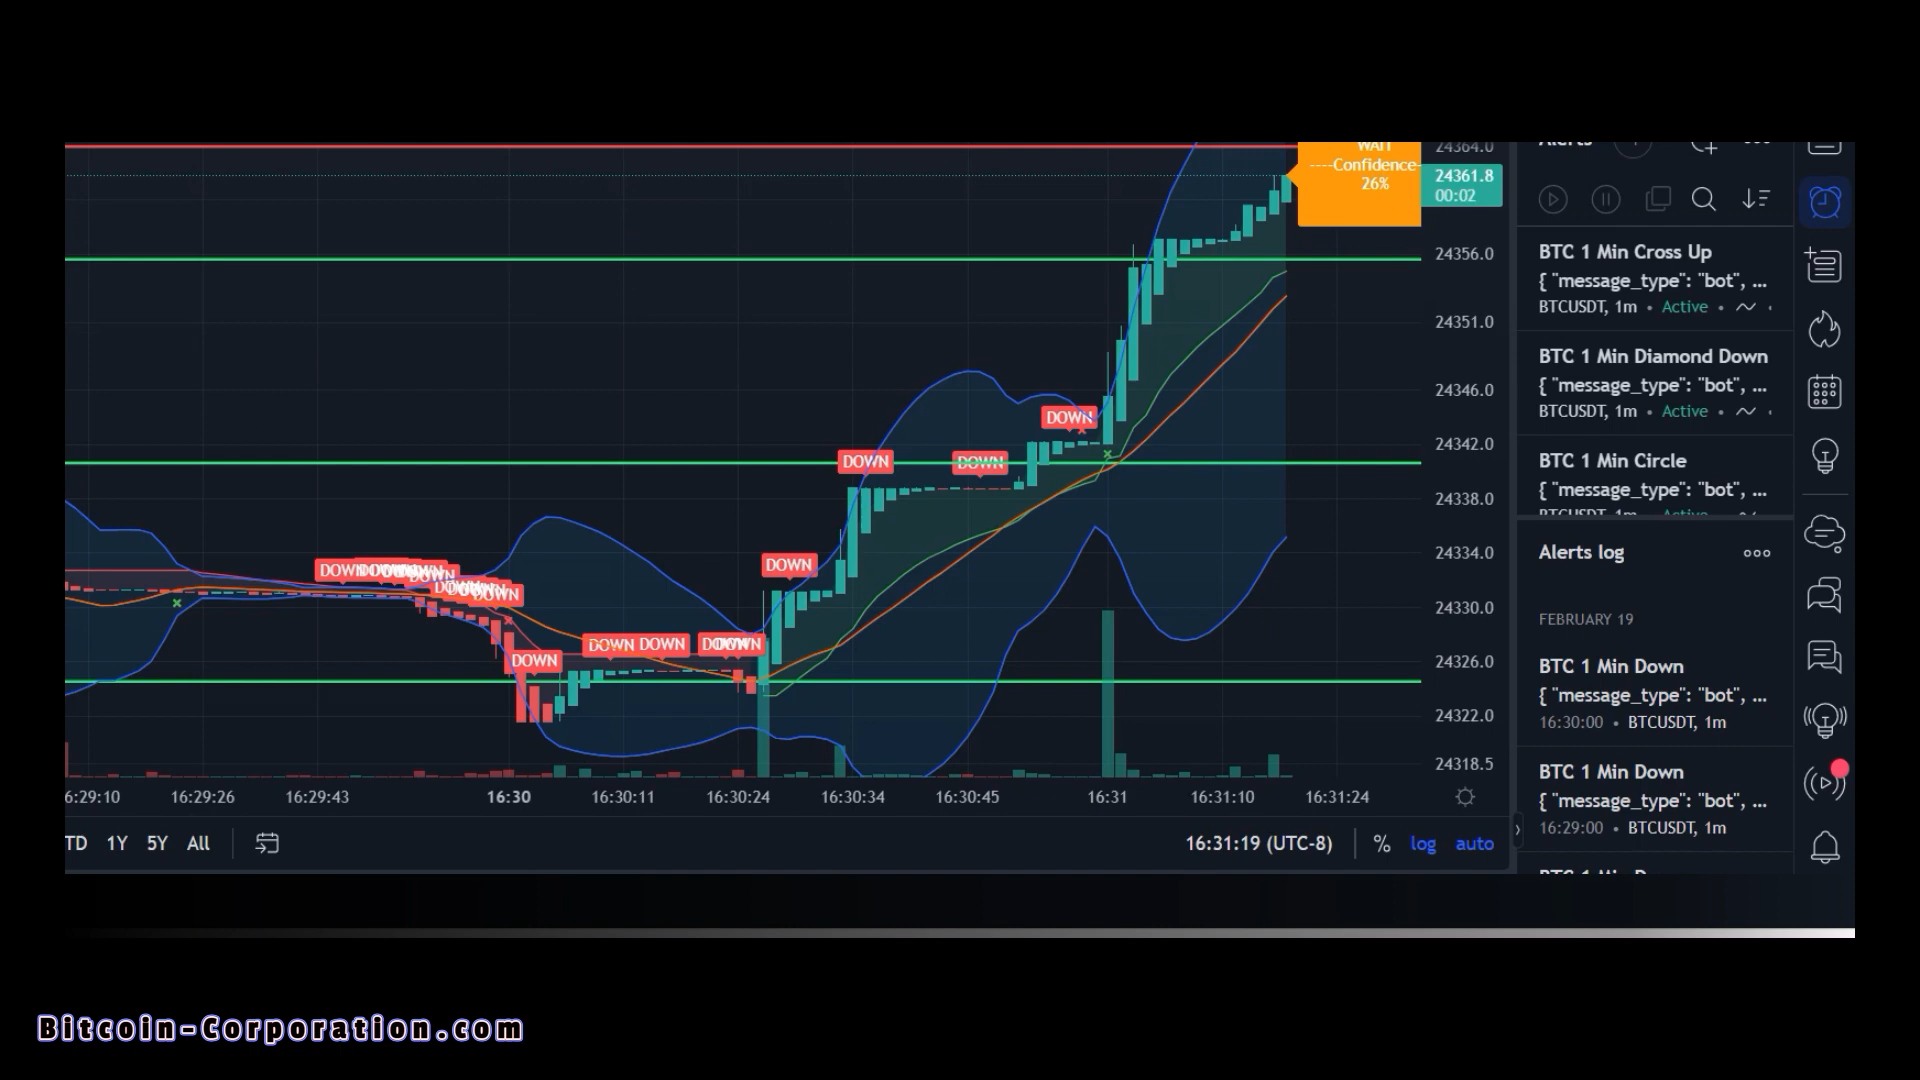 WAIT
----Confidence-
26%
24364.0
24361.8
00:02
24356.0
24351.0
24346.0
24342.0
24338.0
24334.0
24330.0
24326.0
24322.0
24318.5
DOWN
DOWN
DOWN
DOWN
DOWN
DOWN
DOWN
DOWN
DOWN
DOWN
DOWN
6:29:10 16:29:26 16:29:43 16:30 16:30:11 16:30:24 16:30:34 16:30:45 16:31 16:31:10 16:31:24
TD 1Y 5Y All
16:31:19 (UTC-8) % log auto
Alerts
BTC 1 Min Cross Up
{ "message_type": "bot", ...
BTCUSDT, 1m • Active •
BTC 1 Min Diamond Down
{ "message_type": "bot", ...
BTCUSDT, 1m • Active •
BTC 1 Min Circle
{ "message_type": "bot", ...
BTCUSDT, 1m • Active
Alerts log
FEBRUARY 19
BTC 1 Min Down
{ "message_type": "bot", ...
16:30:00 • BTCUSDT, 1m
BTC 1 Min Down
{ "message_type": "bot", ...
16:29:00 • BTCUSDT, 1m
Bitcoin-Corporation.com